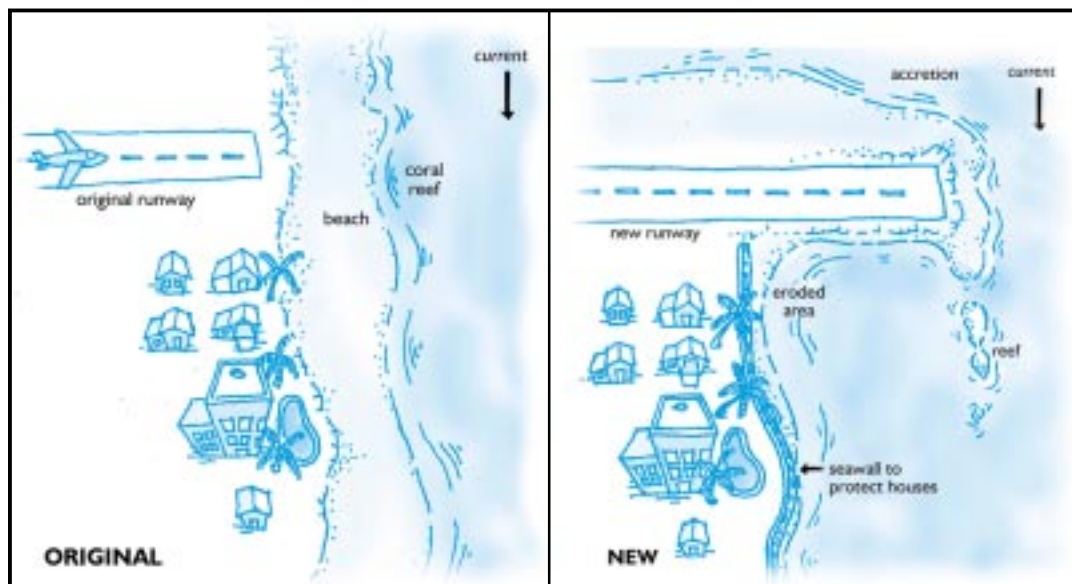 current
original runway
coral
reef
beach
ORIGINAL
accretion
current
new runway
eroded
area
reef
seawall to
protect houses
NEW